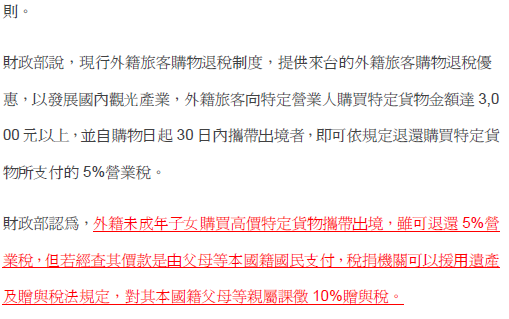 則。
財政部說，現行外籍旅客購物退稅制度，提供來台的外籍旅客購物退稅優
惠，以發展國內觀光產業，外籍旅客向特定營業人購買特定貨物金額達 3,0
00 元以上，並自購物日起 30 日內攜帶出境者，即可依規定退還購買特定貨
物所支付的 5%營業稅。
財政部認為，外籍未成年子女購買高價特定貨物攜帶出境，雖可退還 5%營
業稅，但若經查其價款是由父母等本國籍國民支付，稅捐機關可以援用遺產
及贈與稅法規定，對其本國籍父母等親屬課徵 10%贈與稅。